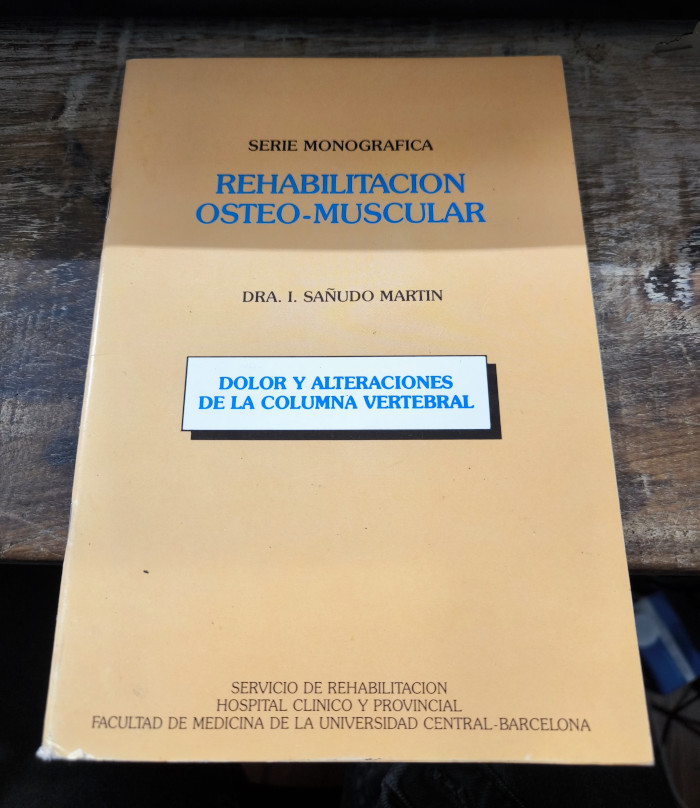 SERIE MONOGRAFICA
REHABILITACION
OSTEO-MUSCULAR
DRA. I. SAÑUDO MARTIN
DOLOR Y ALTERACIONES
DE LA COLUMNA VERTEBRAL
SERVICIO DE REHABILITACION
HOSPITAL CLINICO Y PROVINCIAL
FACULTAD DE MEDICINA DE LA UNIVERSIDAD CENTRAL-BARCELONA